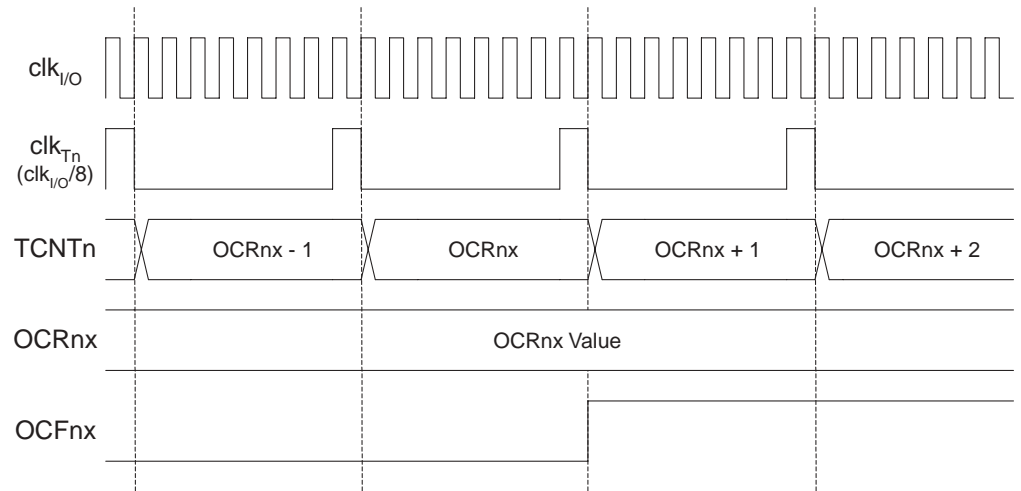 clkI/O
clkTn
(clkI/O/8)
TCNTn
OCRnx - 1
OCRnx
OCRnx + 1
OCRnx + 2
OCRnx
OCRnx Value
OCFnx